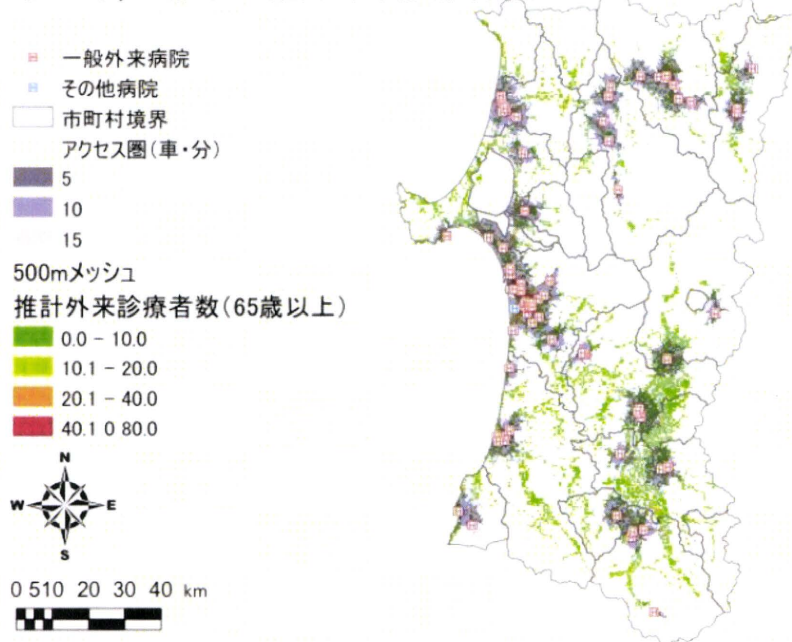 一般外来病院
その他病院
市町村境界
アクセス圏(車・分)
5
10
15
500mメッシュ
推計外来診療者数(65歳以上)
0.0 - 10.0
10.1 - 20.0
20.1 - 40.0
40.1 0 80.0
N
W E
S
0 510 20 30 40 km